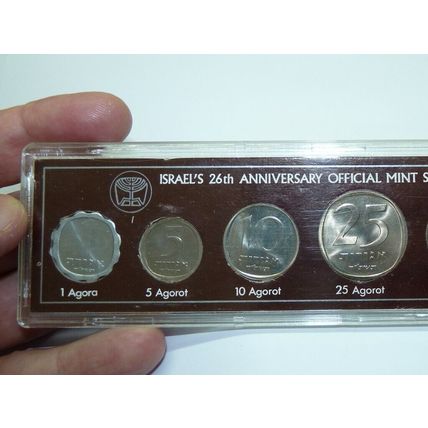 ISRAEL'S 26th ANNIVERSARY OFFICIAL MINT S
5
10
25
1 Agora
5 Agorot
10 Agorot
25 Agorot